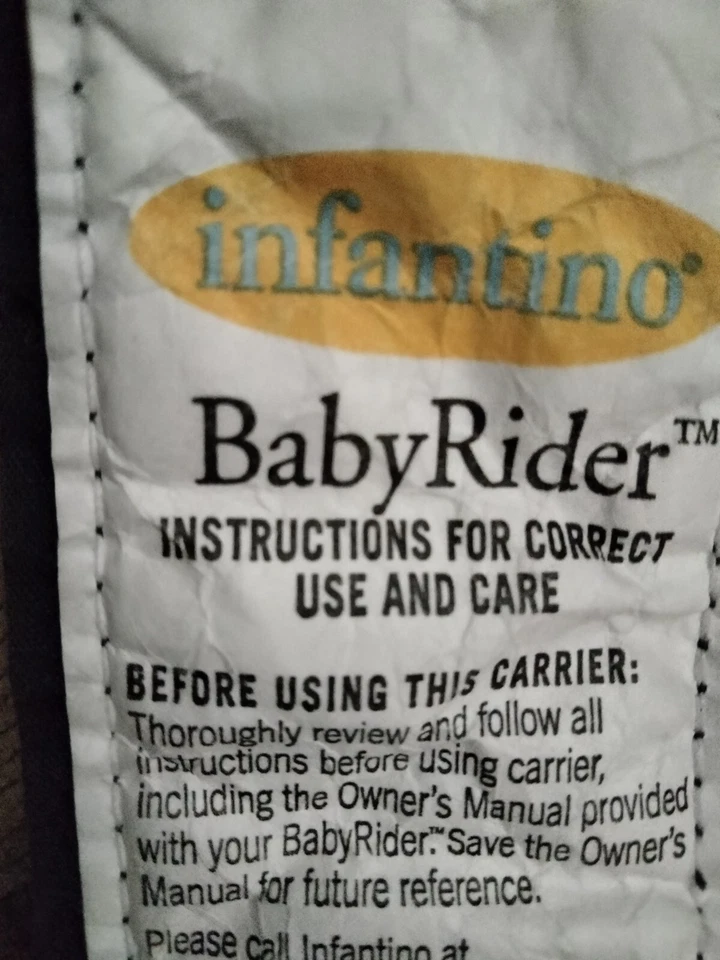 infantino
BabyRider™
INSTRUCTIONS FOR CORRECT
USE AND CARE
BEFORE USING THIS CARRIER:
Thoroughly review and follow all
instructions before using carrier,
including the Owner's Manual provided
with your BabyRider.™ Save the Owner's
Manual for future reference.
Please call Infantino at